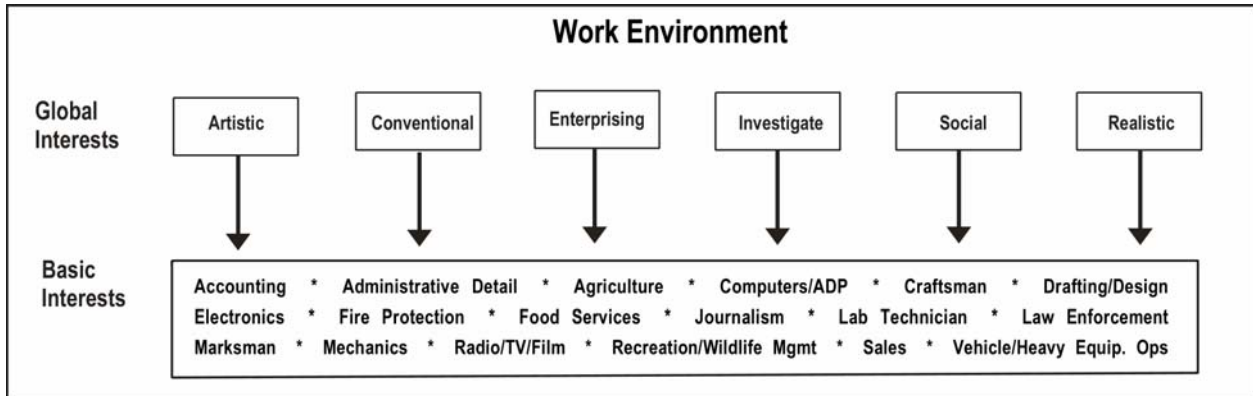 Work Environment
Global
Interests
Artistic
Conventional
Enterprising
Investigate
Social
Realistic
Basic
Interests
Accounting * Administrative Detail * Agriculture * Computers/ADP * Craftsman * Drafting/Design
Electronics * Fire Protection * Food Services * Journalism * Lab Technician * Law Enforcement
Marksman * Mechanics * Radio/TV/Film * Recreation/Wildlife Mgmt * Sales * Vehicle/Heavy Equip. Ops